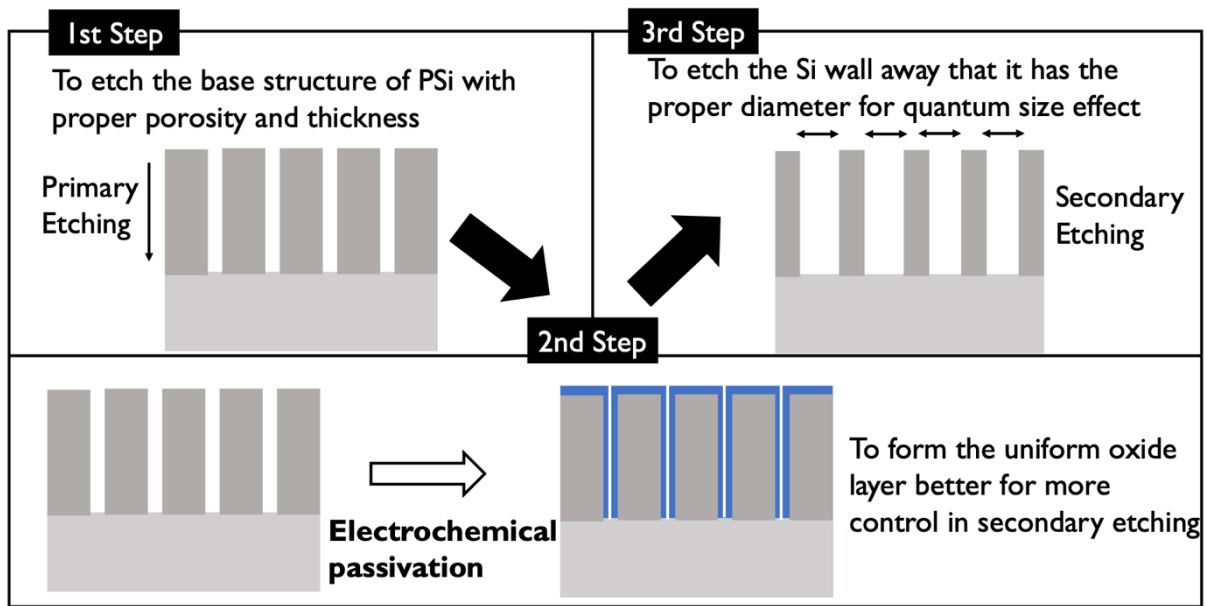 1st Step
To etch the base structure of PSi with
proper porosity and thickness
Primary
Etching
3rd Step
To etch the Si wall away that it has the
proper diameter for quantum size effect
Secondary
Etching
2nd Step
Electrochemical
passivation
To form the uniform oxide
layer better for more
control in secondary etching